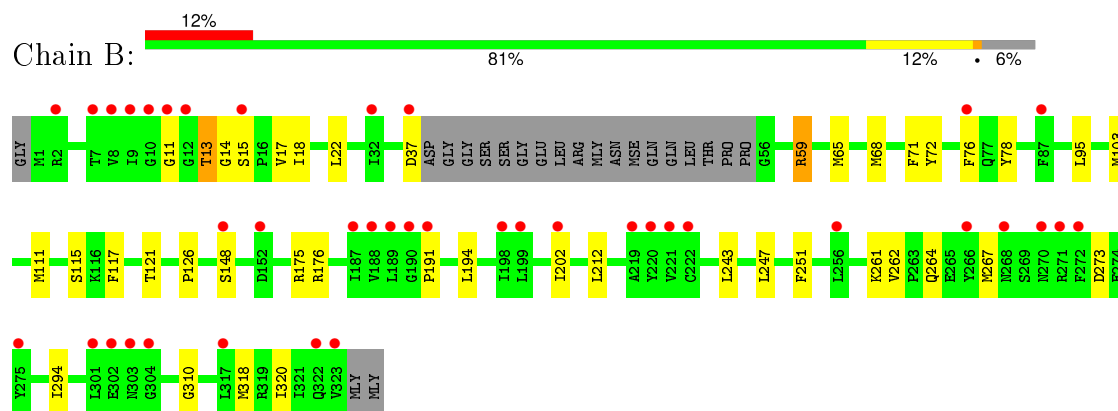 12%
Chain B:
81% 12% • 6%
GLY M1 R2 T7 V8 I9 G10 G11 G12 T13 G14 S15 P16 V17 I18 L22 I32 D37 ASP GLY GLY SER SER GLY GLU LEU ARG MLY ASN MSE GLN GLN LEU THR PRO PRO G56 R59 M65 M68 F71 Y72 F76 Q77 Y78 F87 L95 M103
M111 S115 K116 F117 T121 P126 S148 D152 R175 R176 I187 V188 L189 G190 P191 L194 I198 L199 I202 L212 A219 Y220 V221 C222 L243 L247 F251 L256 K261 V262 P263 Q264 E265 Y266 M267 N268 S269 N270 R271 F272 D273
Y275 I294 L301 E302 N303 G304 G310 L317 M318 R319 I320 I321 Q322 V323 MLY MLY